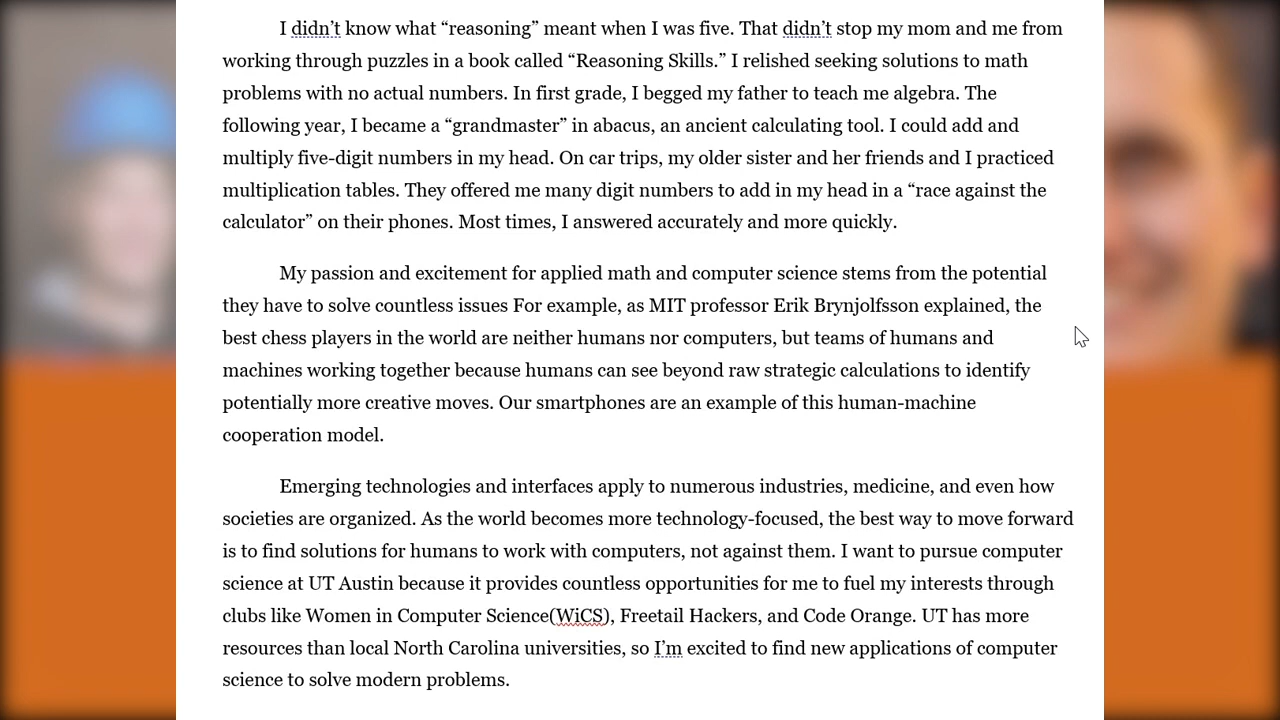 I didn’t know what “reasoning” meant when I was five. That didn’t stop my mom and me from
working through puzzles in a book called “Reasoning Skills.” I relished seeking solutions to math
problems with no actual numbers. In first grade, I begged my father to teach me algebra. The
following year, I became a “grandmaster” in abacus, an ancient calculating tool. I could add and
multiply five-digit numbers in my head. On car trips, my older sister and her friends and I practiced
multiplication tables. They offered me many digit numbers to add in my head in a “race against the
calculator” on their phones. Most times, I answered accurately and more quickly.
My passion and excitement for applied math and computer science stems from the potential
they have to solve countless issues For example, as MIT professor Erik Brynjolfsson explained, the
best chess players in the world are neither humans nor computers, but teams of humans and
machines working together because humans can see beyond raw strategic calculations to identify
potentially more creative moves. Our smartphones are an example of this human-machine
cooperation model.
Emerging technologies and interfaces apply to numerous industries, medicine, and even how
societies are organized. As the world becomes more technology-focused, the best way to move forward
is to find solutions for humans to work with computers, not against them. I want to pursue computer
science at UT Austin because it provides countless opportunities for me to fuel my interests through
clubs like Women in Computer Science(WiCS), Freetail Hackers, and Code Orange. UT has more
resources than local North Carolina universities, so I’m excited to find new applications of computer
science to solve modern problems.